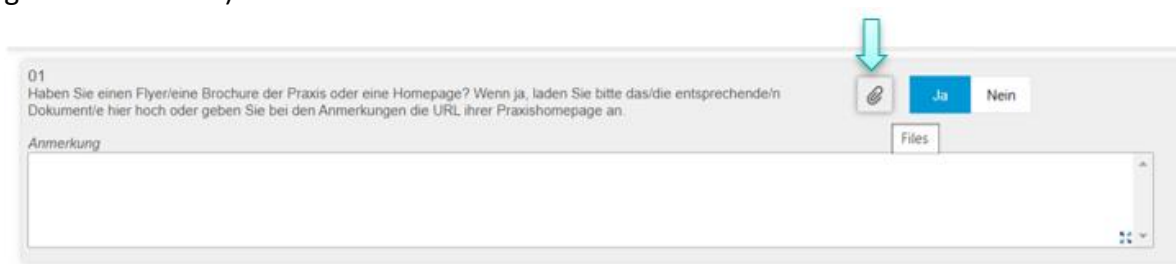 01
Haben Sie einen Flyer/eine Brochure der Praxis oder eine Homepage? Wenn ja, laden Sie bitte das/die entsprechende/n
Dokument/e hier hoch oder geben Sie bei den Anmerkungen die URL ihrer Praxishomepage an.
Ja
Nein
Files
Anmerkung